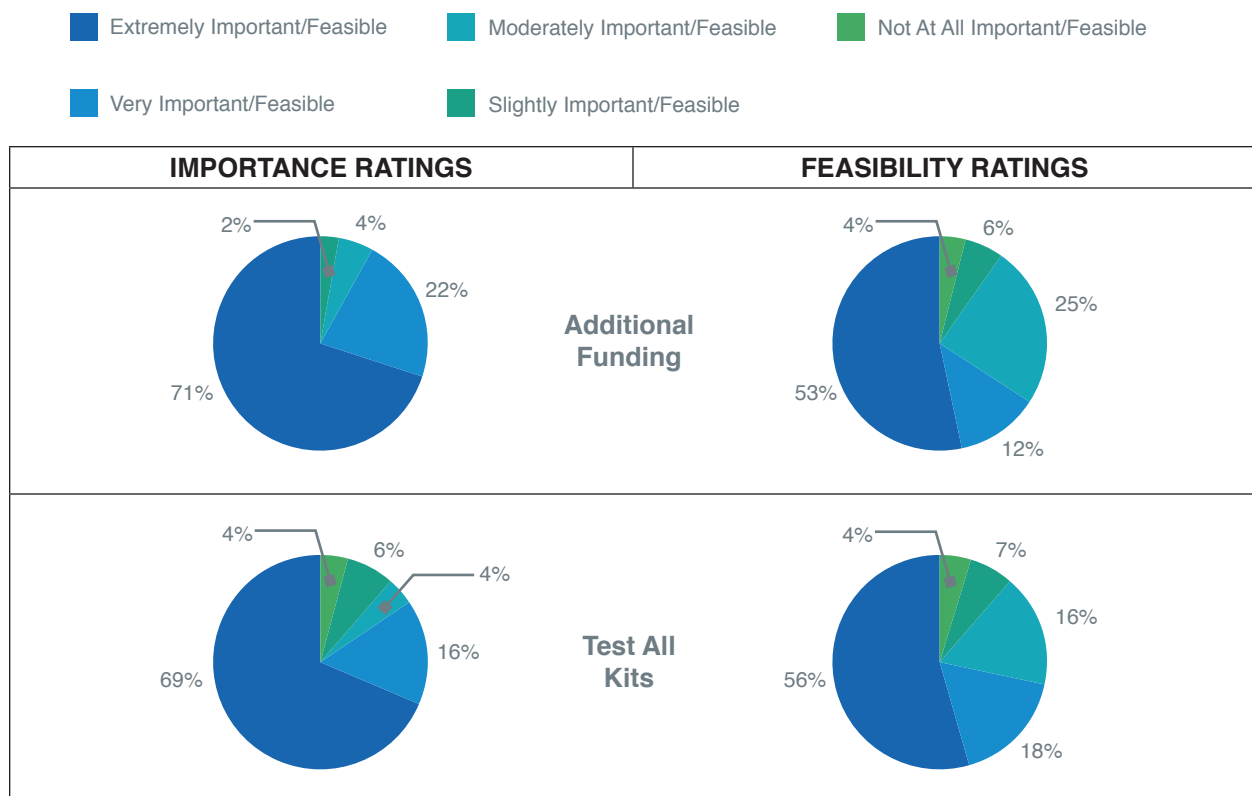 Extremely Important/Feasible
Moderately Important/Feasible
Not At All Important/Feasible
Very Important/Feasible
Slightly Important/Feasible
IMPORTANCE RATINGS
FEASIBILITY RATINGS
2%
4%
22%
71%
Additional
Funding
4%
6%
25%
53%
12%
4%
6%
4%
16%
69%
Test All
Kits
4%
7%
16%
56%
18%